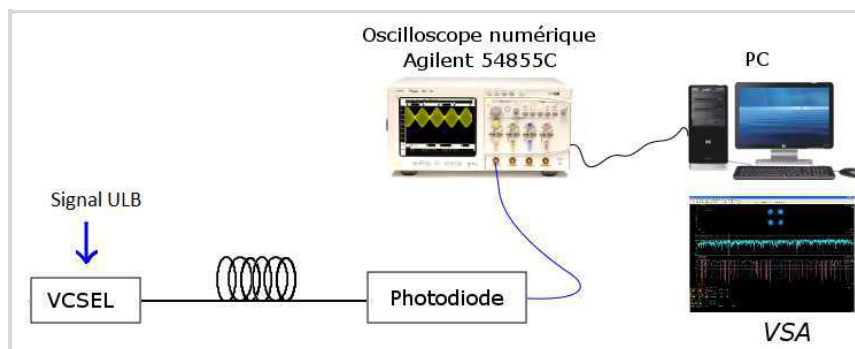 Oscilloscope numérique
Agilent 54855C
PC
Signal ULB
VCSEL
Photodiode
VSA